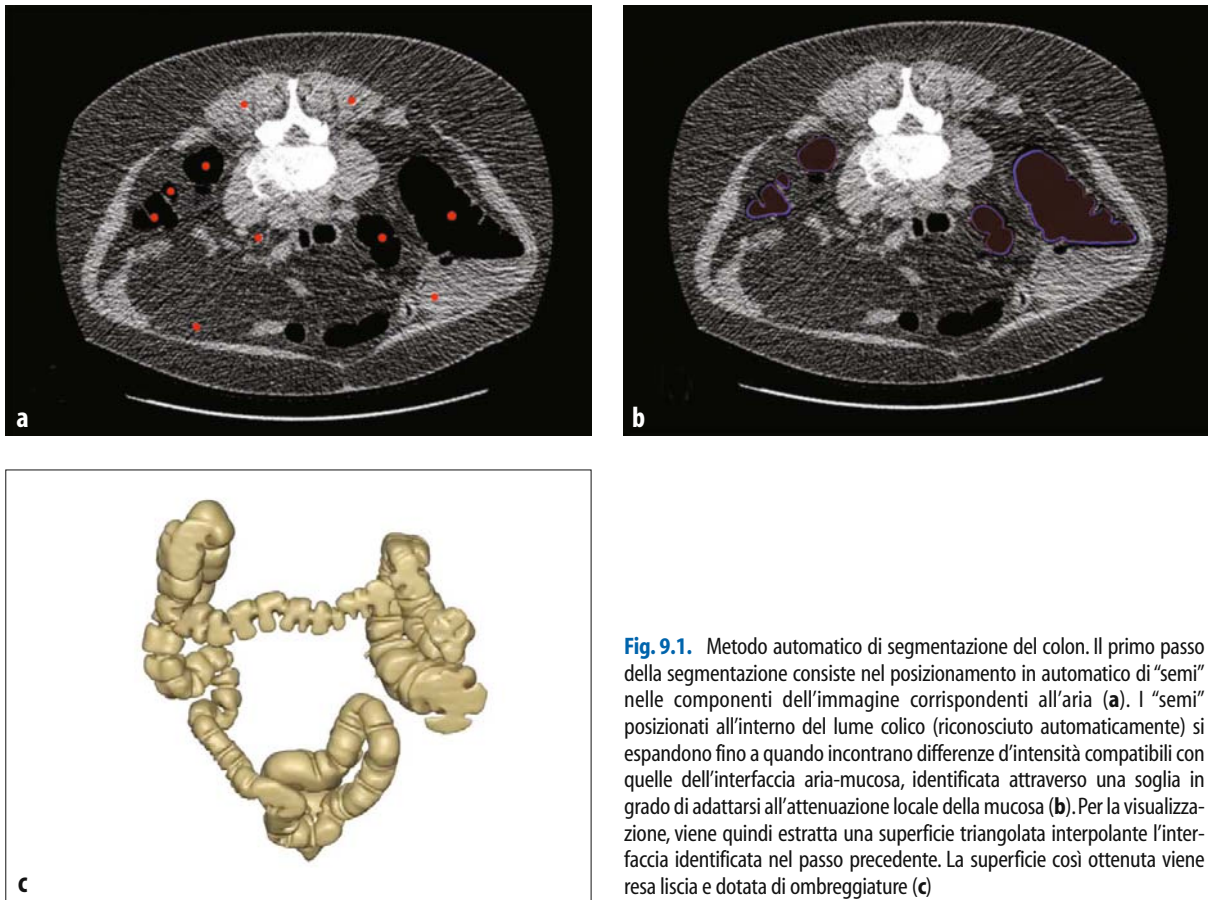 a
b
c
Fig. 9.1. Metodo automatico di segmentazione del colon. Il primo passo
della segmentazione consiste nel posizionamento in automatico di “semi”
nelle componenti dell’immagine corrispondenti all’aria (a). I “semi”
posizionati all’interno del lume colico (riconosciuto automaticamente) si
espandono fino a quando incontrano differenze d’intensità compatibili con
quelle dell’interfaccia aria-mucosa, identificata attraverso una soglia in
grado di adattarsi all’attenuazione locale della mucosa (b). Per la visualizza-
zione, viene quindi estratta una superficie triangolata interpolante l’inter-
faccia identificata nel passo precedente. La superficie così ottenuta viene
resa liscia e dotata di ombreggiature (c)